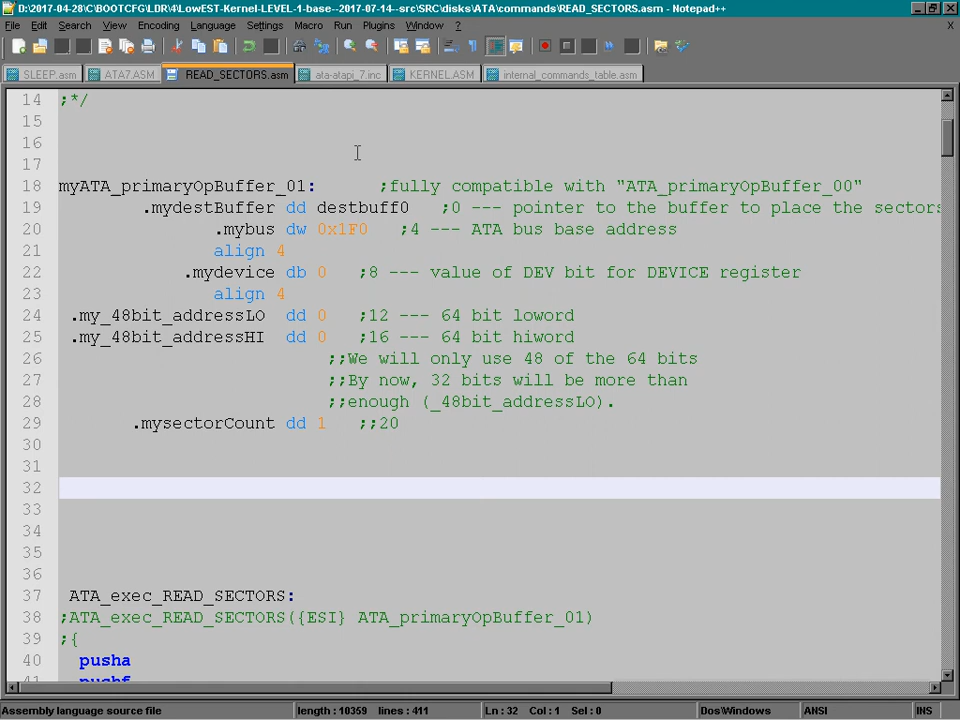 D:\2017-04-28\C\BOOTCFG\LDR\4\LowEST-Kernel-LEVEL-1-base--2017-07-14--src\SRC\disks\ATA\commands\READ_SECTORS.asm - Notepad++
File Edit Search View Encoding Language Settings Macro Run Plugins Window ? X
SLEEP.asm ATA7.ASM READ_SECTORS.asm ata-atapi_7.inc KERNEL.ASM internal_commands_table.asm
14 ;*/
15
16
17
18 myATA_primaryOpBuffer_01: ;fully compatible with "ATA_primaryOpBuffer_00"
19 .mydestBuffer dd destbuff0 ;0 --- pointer to the buffer to place the sectors
20 .mybus dw 0x1F0 ;4 --- ATA bus base address
21 align 4
22 .mydevice db 0 ;8 --- value of DEV bit for DEVICE register
23 align 4
24 .my_48bit_addressLO dd 0 ;12 --- 64 bit loword
25 .my_48bit_addressHI dd 0 ;16 --- 64 bit hiword
26 ;;We will only use 48 of the 64 bits
27 ;;By now, 32 bits will be more than
28 ;;enough (_48bit_addressLO).
29 .mysectorCount dd 1 ;;20
30
31
32
33
34
35
36
37 ATA_exec_READ_SECTORS:
38 ;ATA_exec_READ_SECTORS({ESI} ATA_primaryOpBuffer_01)
39 ;{
40 pusha
41 pushf
Assembly language source file length : 10359 lines : 411 Ln : 32 Col : 1 Sel : 0 Dos\Windows ANSI INS